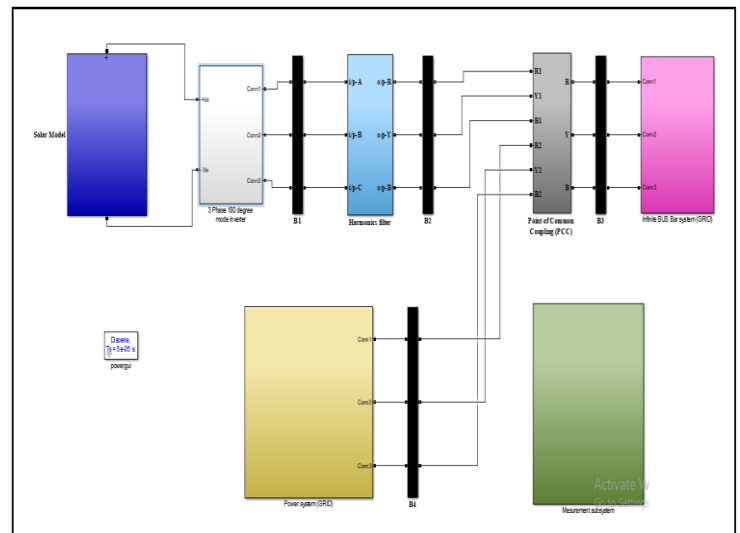 Solar Model
+
-
+Vo
-Vo
Conn1
Conn2
Conn3
3 Phase 180 degree
mode inverter
B1
i/p-A
i/p-B
i/p-C
o/p-R
o/p-Y
o/p-B
Harmonics filter
B2
R1
Y1
B1
R2
Y2
B2
R
Y
B
Point of Common
Coupling (PCC)
B3
Conn1
Conn2
Conn3
Infinite BUS Bar system (GRID)
Discrete,
Ts = 5e-05 s.
powergui
Conn1
Conn2
Conn3
Power system (GRID)
B4
Activate W
Go to Settings
Mesurement subsystem